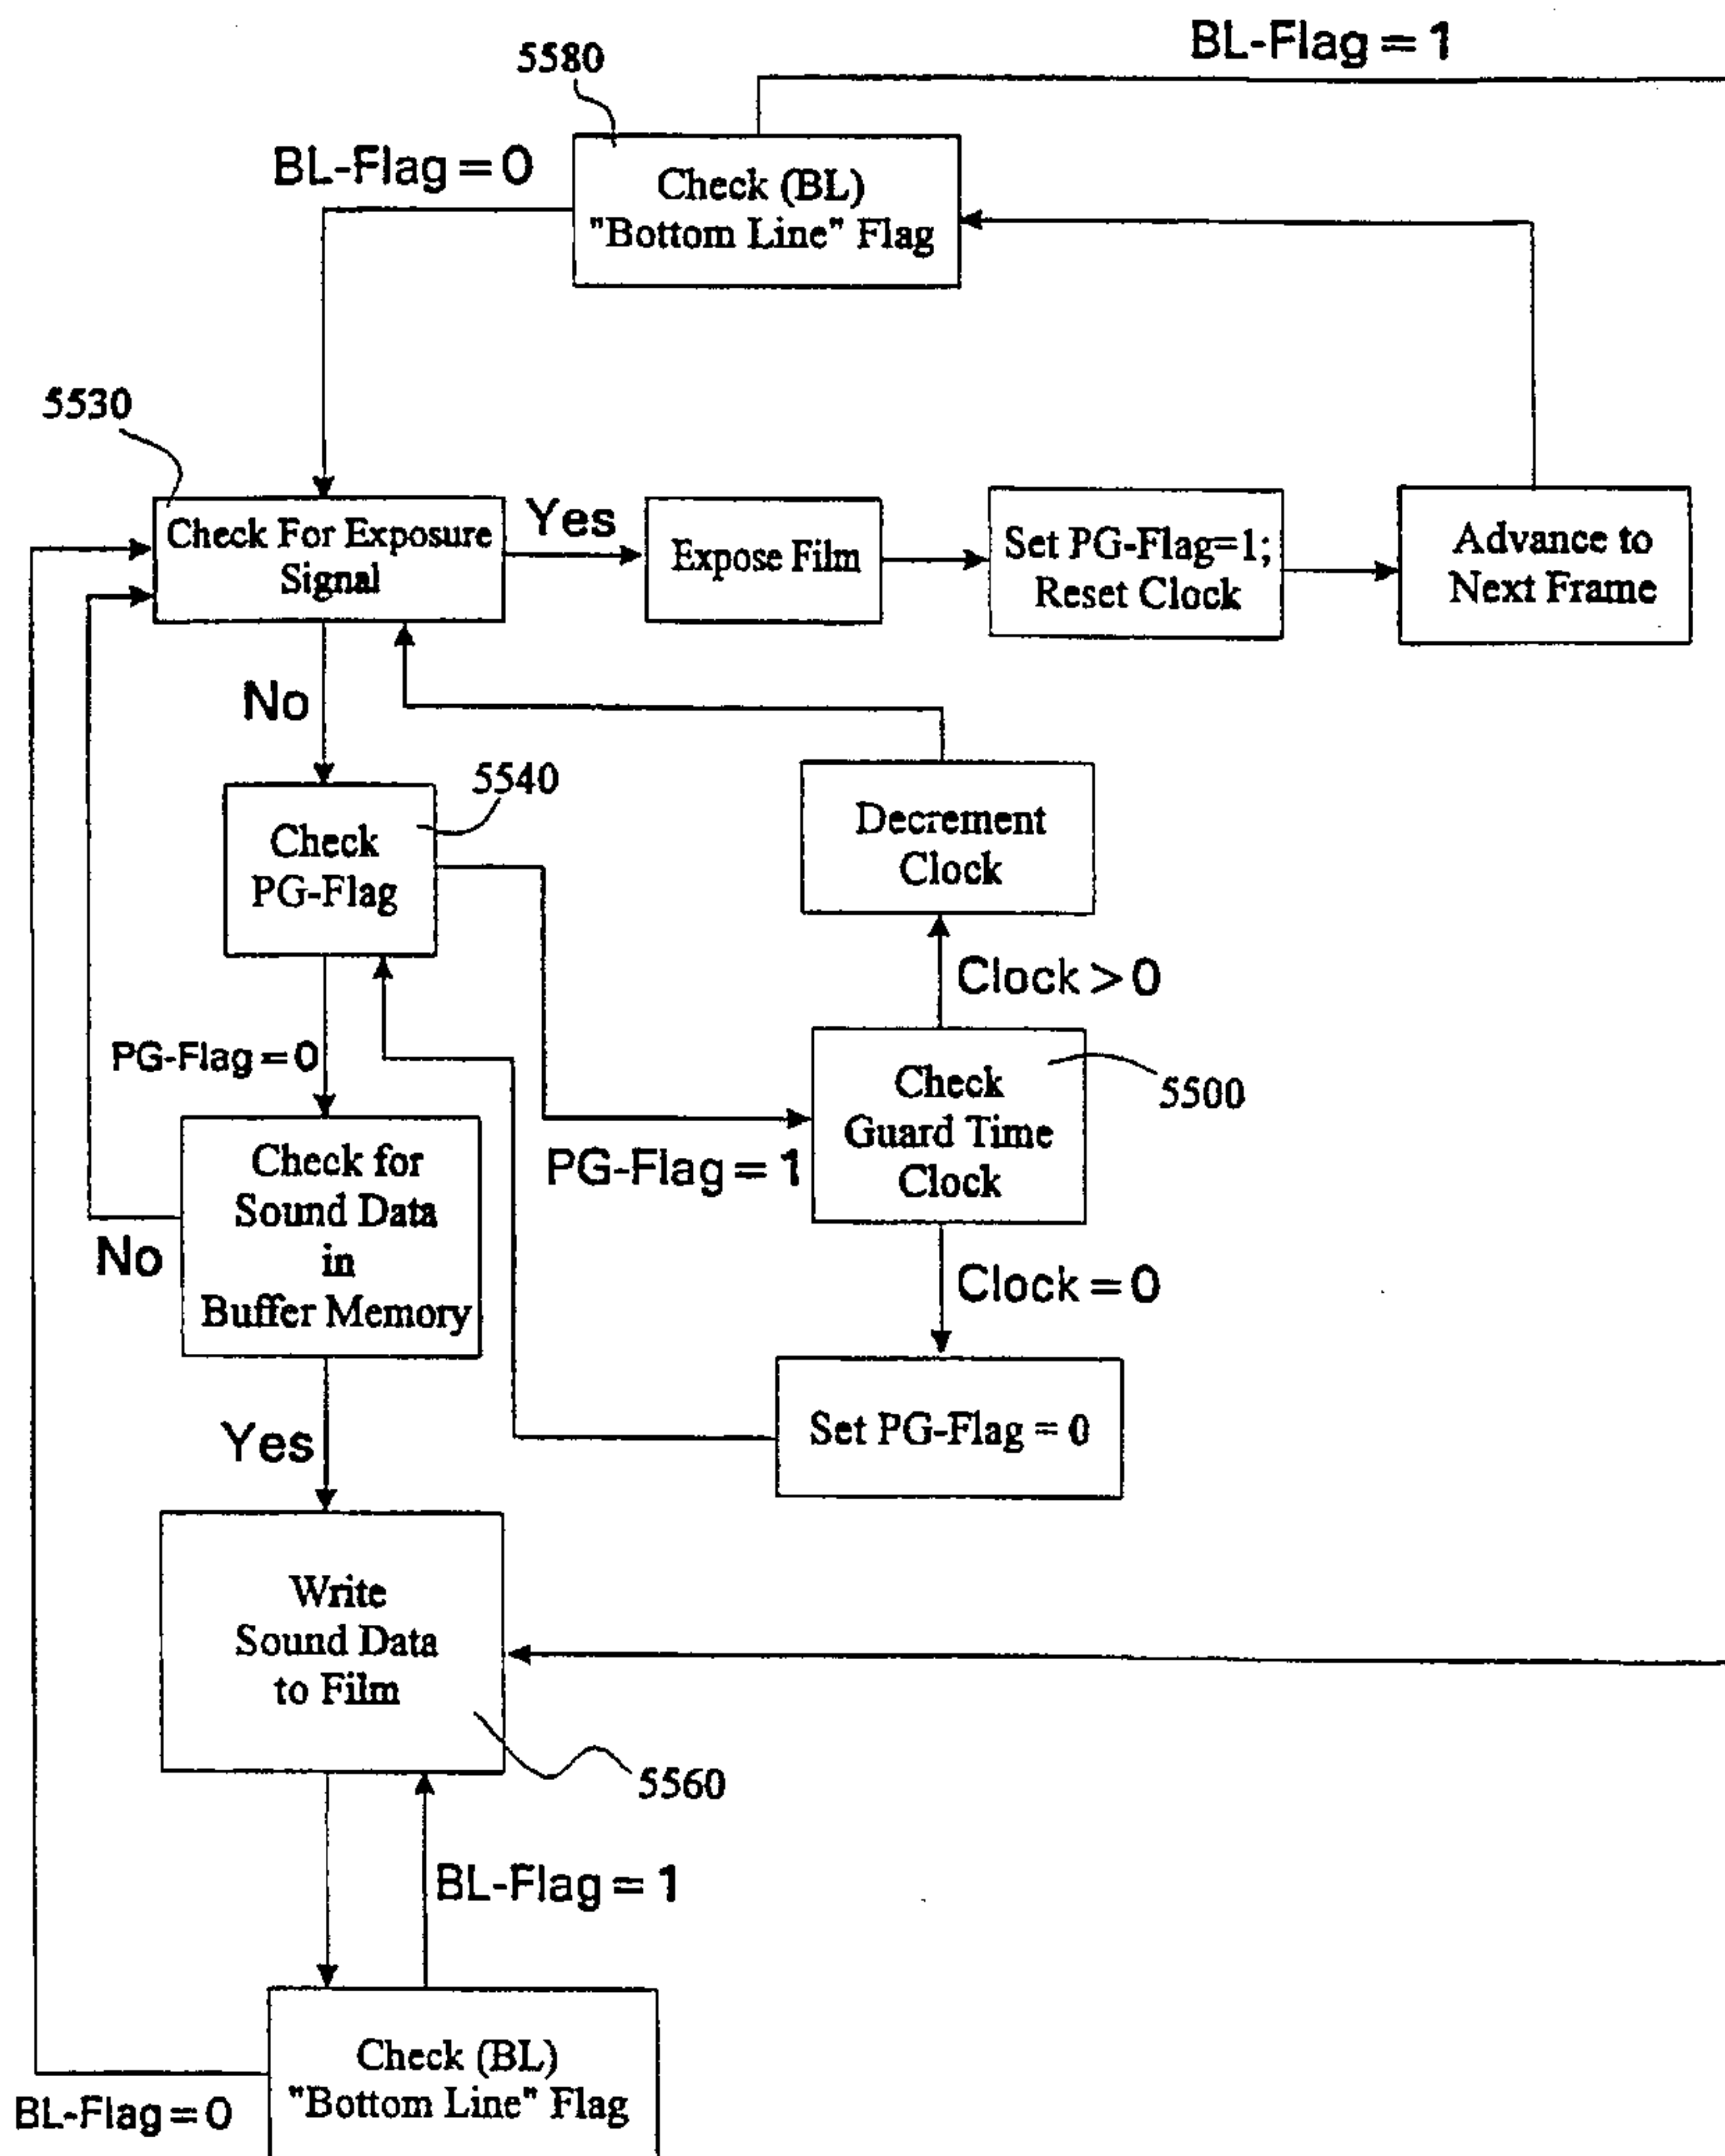 BL-Flag = 1
5580
BL-Flag = 0
Check (BL)
"Bottom Line" Flag
5530
Check For Exposure
Signal
Yes
Expose Film
Set PG-Flag=1;
Reset Clock
Advance to
Next Frame
No
5540
Check
PG-Flag
Decrement
Clock
Clock > 0
PG-Flag = 0
Check
Guard Time
Clock
5500
PG-Flag = 1
Check for
Sound Data
in
Buffer Memory
No
Clock = 0
Set PG-Flag = 0
Yes
Write
Sound Data
to Film
5560
BL-Flag = 1
Check (BL)
"Bottom Line" Flag
BL-Flag = 0